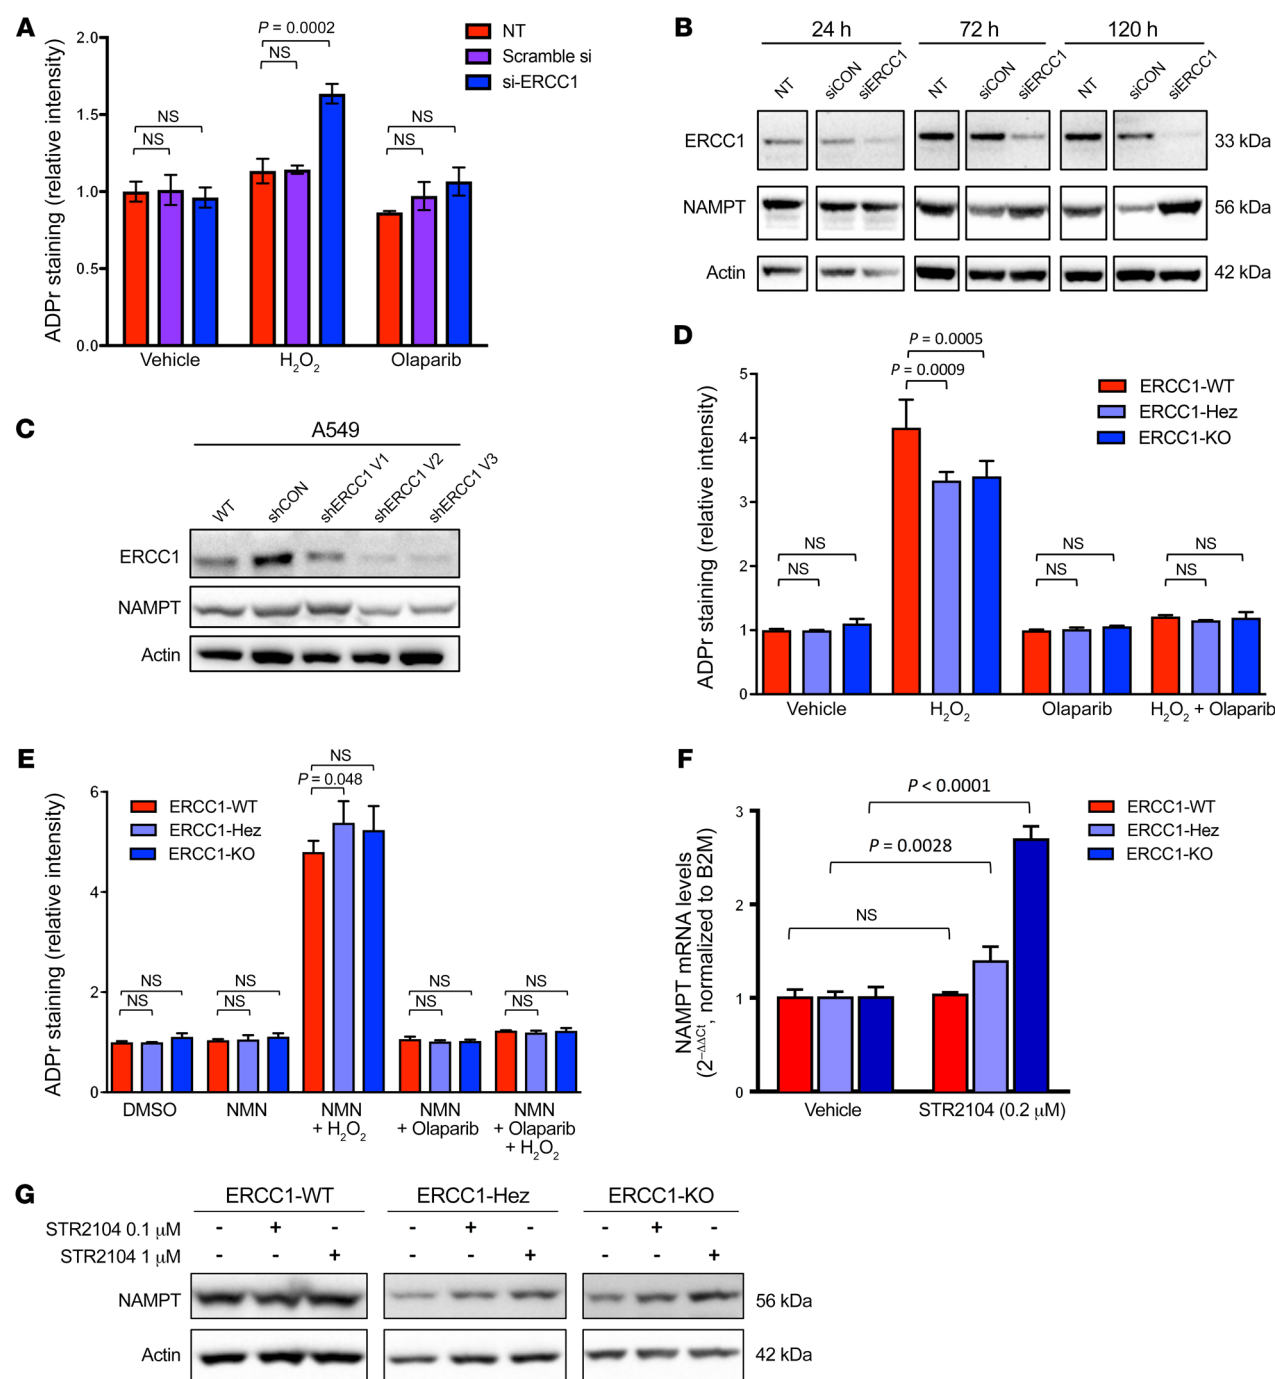 A
P = 0.0002
NS
NS
NS
NS
NS
2.0
1.5
1.0
0.5
0.0
ADPr staining (relative intensity)
Vehicle
H2O2
Olaparib
NT
Scramble si
si-ERCC1
B
24 h
72 h
120 h
NT
siCON
siERCC1
NT
siCON
siERCC1
NT
siCON
siERCC1
ERCC1
33 kDa
NAMPT
56 kDa
Actin
42 kDa
C
A549
WT
shCON
shERCC1 V1
shERCC1 V2
shERCC1 V3
ERCC1
NAMPT
Actin
D
P = 0.0005
P = 0.0009
NS
NS
NS
NS
NS
NS
5
4
3
2
1
0
ADPr staining (relative intensity)
Vehicle
H2O2
Olaparib
H2O2 + Olaparib
ERCC1-WT
ERCC1-Hez
ERCC1-KO
E
NS
P = 0.048
NS
NS
NS
NS
NS
NS
NS
NS
6
4
2
0
ADPr staining (relative intensity)
ERCC1-WT
ERCC1-Hez
ERCC1-KO
DMSO
NMN
NMN
+ H2O2
NMN
+ Olaparib
NMN
+ Olaparib
+ H2O2
F
P < 0.0001
P = 0.0028
NS
3
2
1
0
NAMPT mRNA levels
(2−ΔΔCt, normalized to B2M)
Vehicle
STR2104 (0.2 µM)
ERCC1-WT
ERCC1-Hez
ERCC1-KO
G
ERCC1-WT
ERCC1-Hez
ERCC1-KO
STR2104 0.1 µM - + - - + - - + -
STR2104 1 µM - - + - - + - - +
NAMPT
56 kDa
Actin
42 kDa